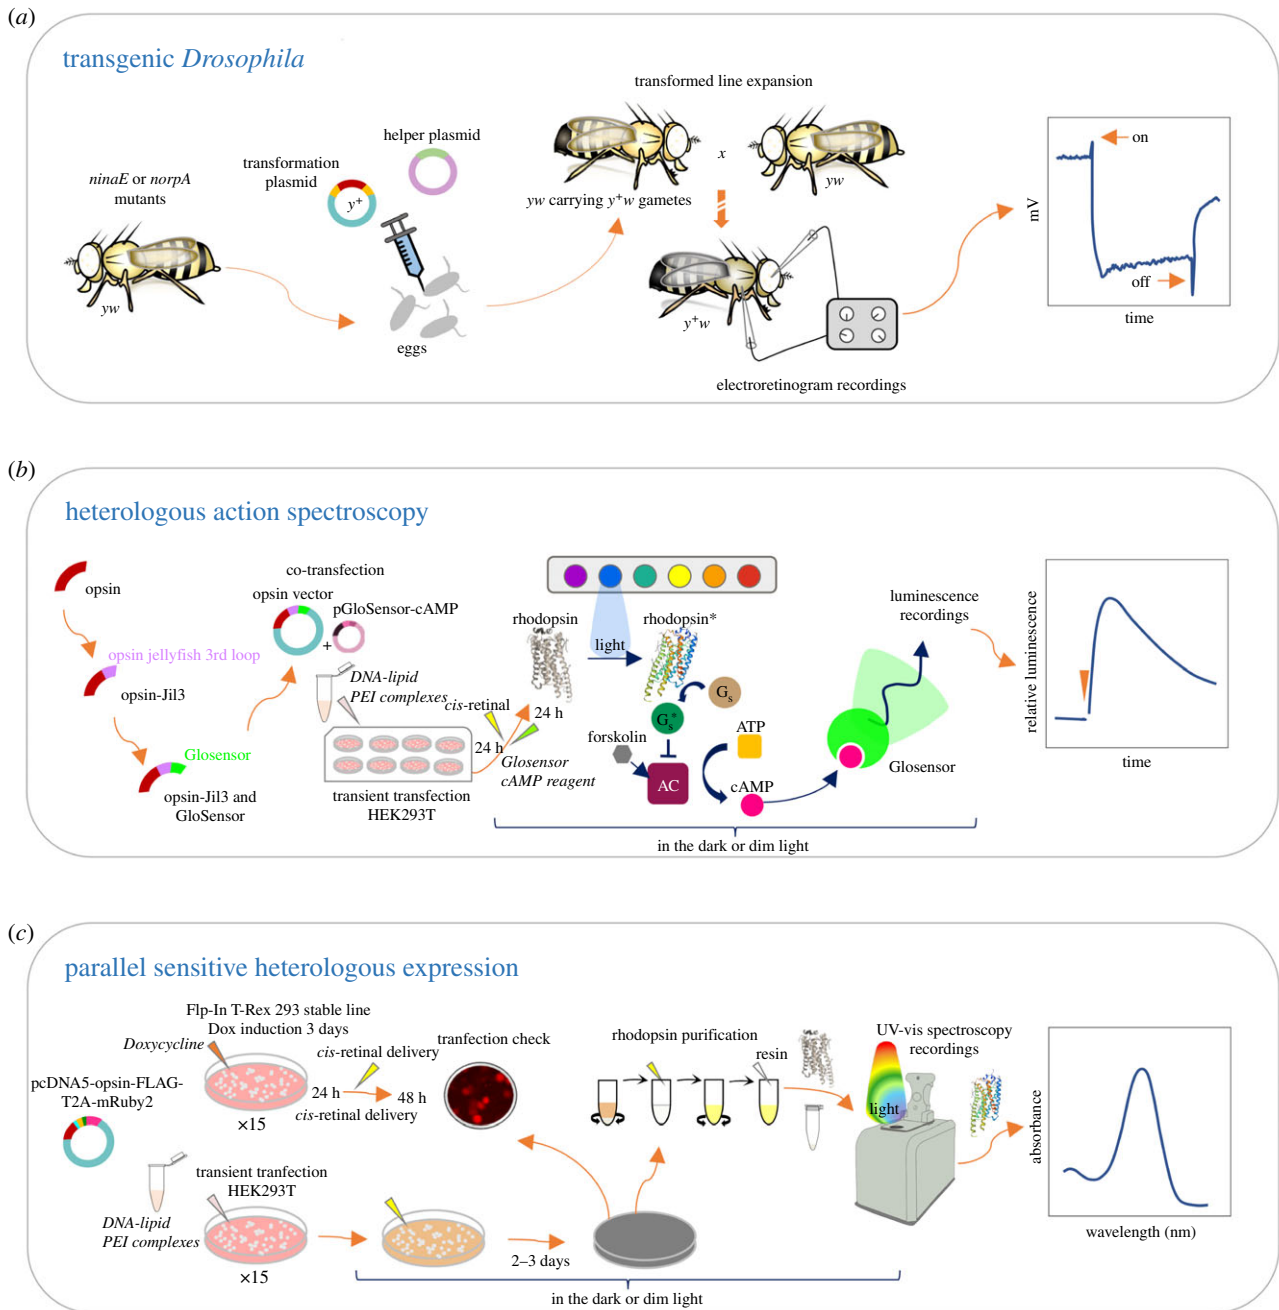 (a)
transgenic Drosophila
transformed line expansion
helper plasmid
transformation
plasmid
y+
ninaE or norpA
mutants
yw
eggs
x
yw
yw carrying y+w gametes
y+w
electroretinogram recordings
mV
on
off
time
(b)
heterologous action spectroscopy
opsin
opsin jellyfish 3rd loop
opsin-Jil3
Glosensor
opsin-Jil3 and
GloSensor
co-transfection
opsin vector
pGloSensor-cAMP
+
DNA-lipid
PEI complexes
transient transfection
HEK293T
cis-retinal
24 h
24 h
Glosensor
cAMP reagent
rhodopsin
light
rhodopsin*
Gs
Gs*
forskolin
AC
ATP
cAMP
Glosensor
luminescence
recordings
in the dark or dim light
relative luminescence
time
(c)
parallel sensitive heterologous expression
Flp-In T-Rex 293 stable line
Dox induction 3 days
Doxycycline
pcDNA5-opsin-FLAG-
T2A-mRuby2
×15
cis-retinal delivery
24 h
48 h
cis-retinal delivery
tranfection check
rhodopsin purification
resin
UV-vis spectroscopy
recordings
light
transient tranfection
HEK293T
DNA-lipid
PEI complexes
×15
2–3 days
in the dark or dim light
absorbance
wavelength (nm)